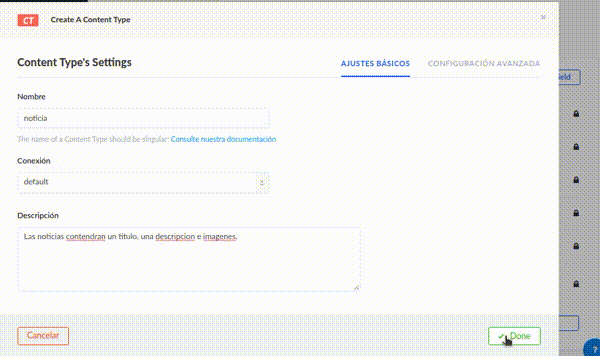 CT Create A Content Type ×
Content Type's Settings
AJUSTES BÁSICOS CONFIGURACIÓN AVANZADA
ield
Nombre
noticia
The name of a Content Type should be singular: Consulte nuestra documentación
Conexión
default
Descripción
Las noticias contendran un titulo, una descripcion e imagenes.
Cancelar
Done
?